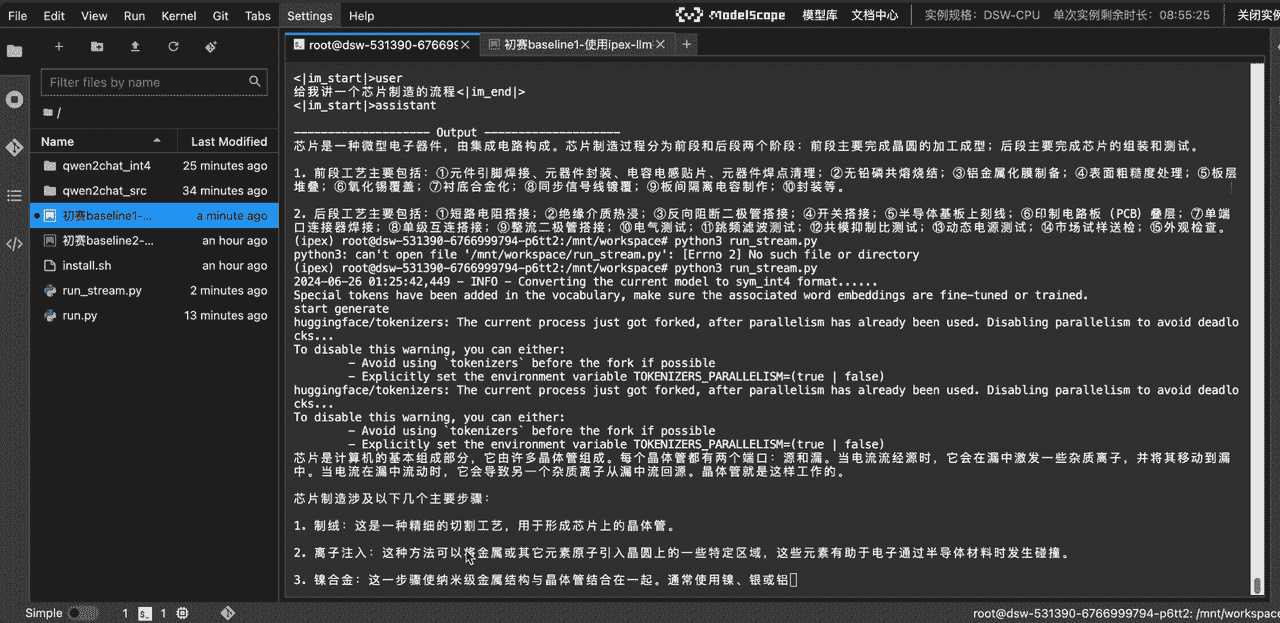 File Edit View Run Kernel Git Tabs Settings Help
ModelScope 模型库 文档中心 实例规格: DSW-CPU 单次实例剩余时长: 08:55:25 关闭实例
root@dsw-531390-67669 初赛baseline1-使用ipex-llm
Filter files by name
/
Name Last Modified
qwen2chat_int4 25 minutes ago
qwen2chat_src 34 minutes ago
初赛baseline1-... a minute ago
初赛baseline2-... an hour ago
install.sh an hour ago
run_stream.py 2 minutes ago
run.py 13 minutes ago
<|im_start|>user
给我讲一个芯片制造的流程<|im_end|>
<|im_start|>assistant
-------------------- Output --------------------
芯片是一种微型电子器件，由集成电路构成。芯片制造过程分为前段和后段两个阶段：前段主要完成晶圆的加工成型；后段主要完成芯片的组装和测试。
1. 前段工艺主要包括：①元件引脚焊接、元器件封装、电容电感贴片、元器件焊点清理；②无铅磷共熔烧结；③铝金属化膜制备；④表面粗糙度处理；⑤板层
堆叠；⑥氧化锡覆盖；⑦衬底合金化；⑧同步信号线镀覆；⑨板间隔离电容制作；⑩封装等。
2. 后段工艺主要包括：①短路电阻搭接；②绝缘介质热浸；③反向阻断二极管搭接；④开关搭接；⑤半导体基板上刻线；⑥印制电路板（PCB）叠层；⑦单端
口连接器焊接；⑧单级互连搭接；⑨整流二极管搭接；⑩电气测试；⑪跳频滤波测试；⑫共模抑制比测试；⑬动态电源测试；⑭市场试样送检；⑮外观检查。
(ipex) root@dsw-531390-6766999794-p6tt2:/mnt/workspace# python3 run_stream.py
python3: can't open file '/mnt/workspace/run_stream.py': [Errno 2] No such file or directory
(ipex) root@dsw-531390-6766999794-p6tt2:/mnt/workspace# python3 run_stream.py
2024-06-26 01:25:42,449 - INFO - Converting the current model to sym_int4 format......
Special tokens have been added in the vocabulary, make sure the associated word embeddings are fine-tuned or trained.
start generate
huggingface/tokenizers: The current process just got forked, after parallelism has already been used. Disabling parallelism to avoid deadlo
cks...
To disable this warning, you can either:
- Avoid using `tokenizers` before the fork if possible
- Explicitly set the environment variable TOKENIZERS_PARALLELISM=(true | false)
huggingface/tokenizers: The current process just got forked, after parallelism has already been used. Disabling parallelism to avoid deadlo
cks...
To disable this warning, you can either:
- Avoid using `tokenizers` before the fork if possible
- Explicitly set the environment variable TOKENIZERS_PARALLELISM=(true | false)
芯片是计算机的基本组成部分，它由许多晶体管组成。每个晶体管都有两个端口：源和漏。当电流流经源时，它会在漏中激发一些杂质离子，并将其移动到漏
中。当电流在漏中流动时，它会导致另一个杂质离子从漏中流回源。晶体管就是这样工作的。
芯片制造涉及以下几个主要步骤：
1. 制绒：这是一种精细的切割工艺，用于形成芯片上的晶体管。
2. 离子注入：这种方法可以将金属或其它元素原子引入晶圆上的一些特定区域，这些元素有助于电子通过半导体材料时发生碰撞。
3. 镍合金：这一步骤使纳米级金属结构与晶体管结合在一起。通常使用镍、银或铝
Simple 1 1 root@dsw-531390-6766999794-p6tt2: /mnt/workspace